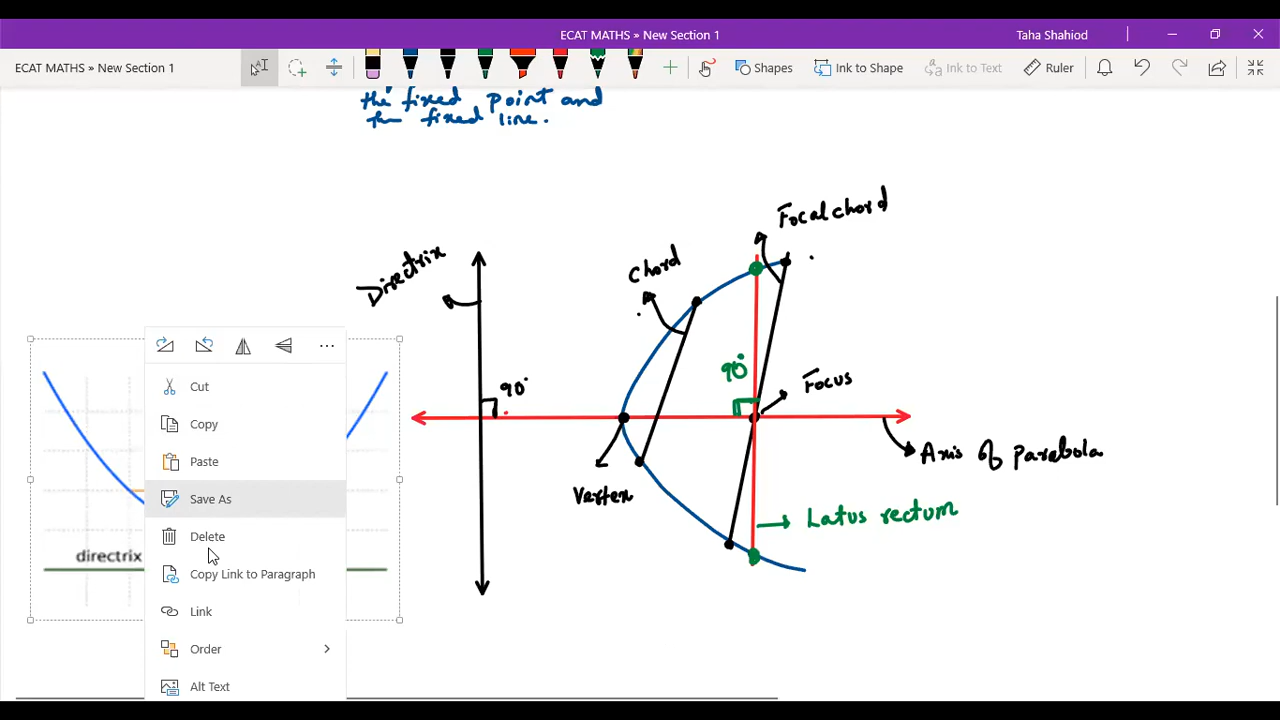 ECAT MATHS » New Section 1
Taha Shahiod
ECAT MATHS » New Section 1
Shapes
Ink to Shape
Ink to Text
Ruler
the fixed point and
the fixed line.
Focal chord
Chord
Directrix
90°
90°
Focus
Axis of parabola
Vertex
Latus rectum
directrix
Cut
Copy
Paste
Save As
Delete
Copy Link to Paragraph
Link
Order
Alt Text